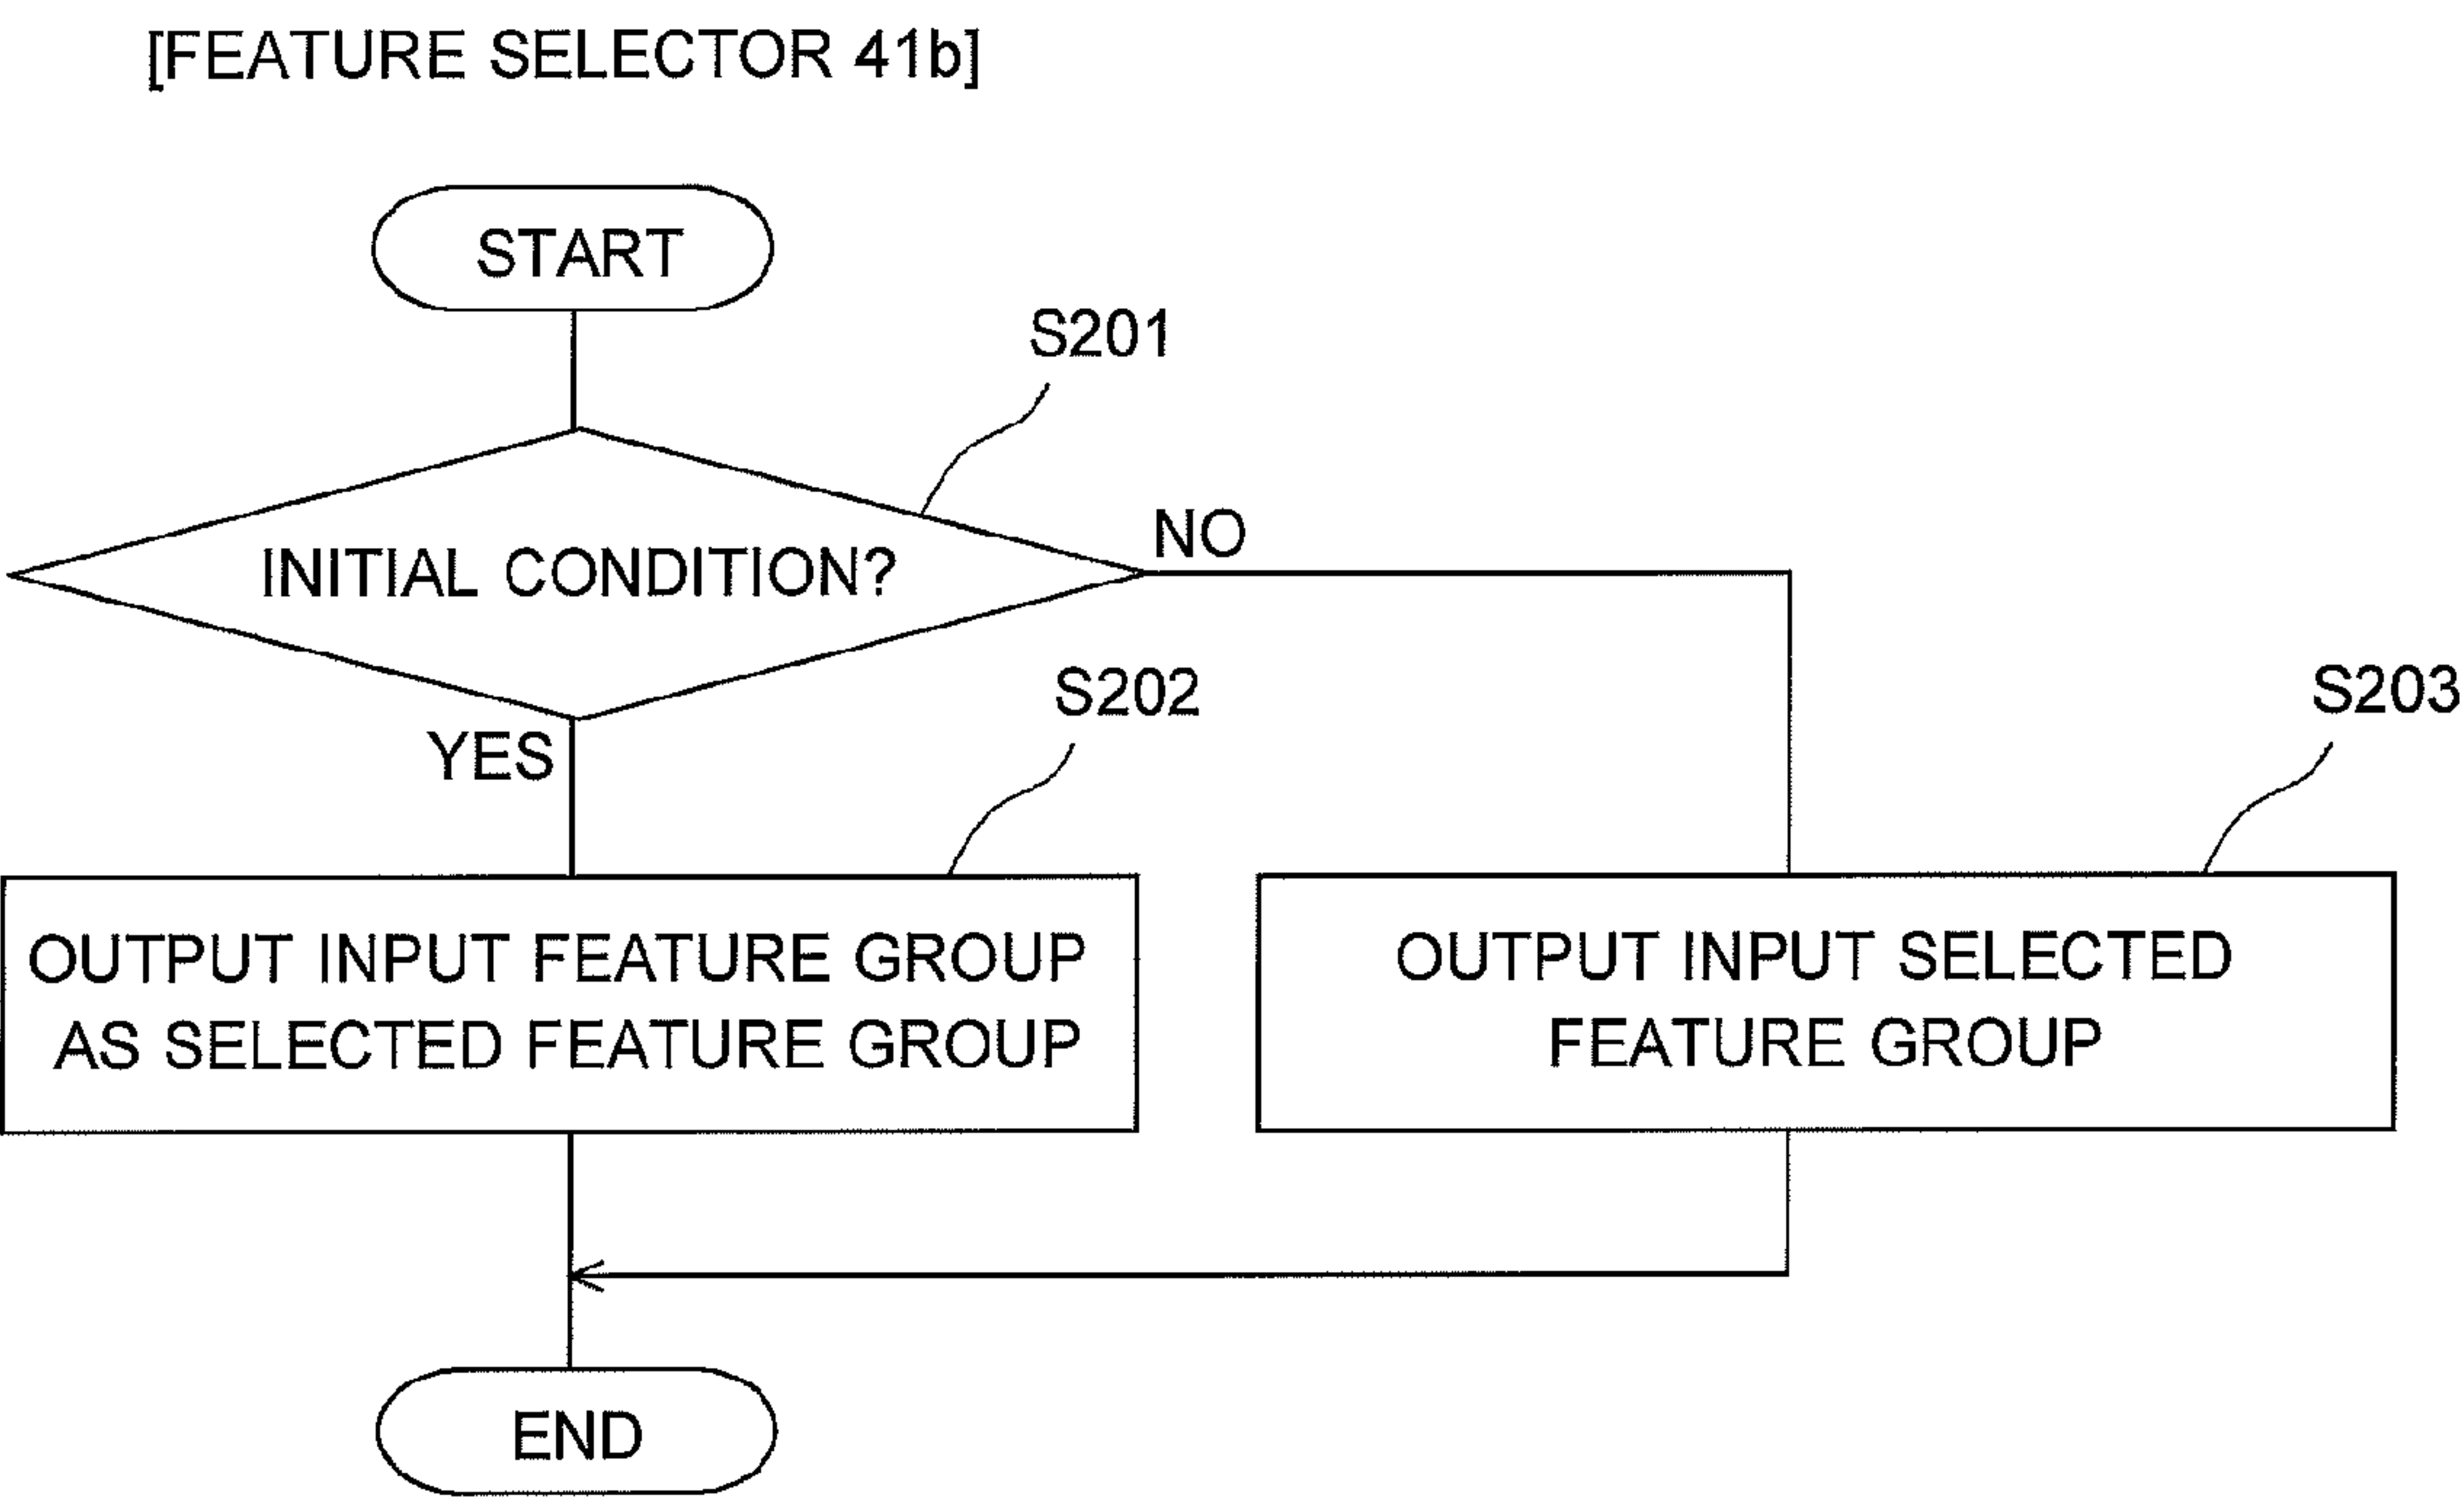 [FEATURE SELECTOR 41b]
START
S201
INITIAL CONDITION?
NO
YES
S202
S203
OUTPUT INPUT FEATURE GROUP
AS SELECTED FEATURE GROUP
OUTPUT INPUT SELECTED
FEATURE GROUP
END